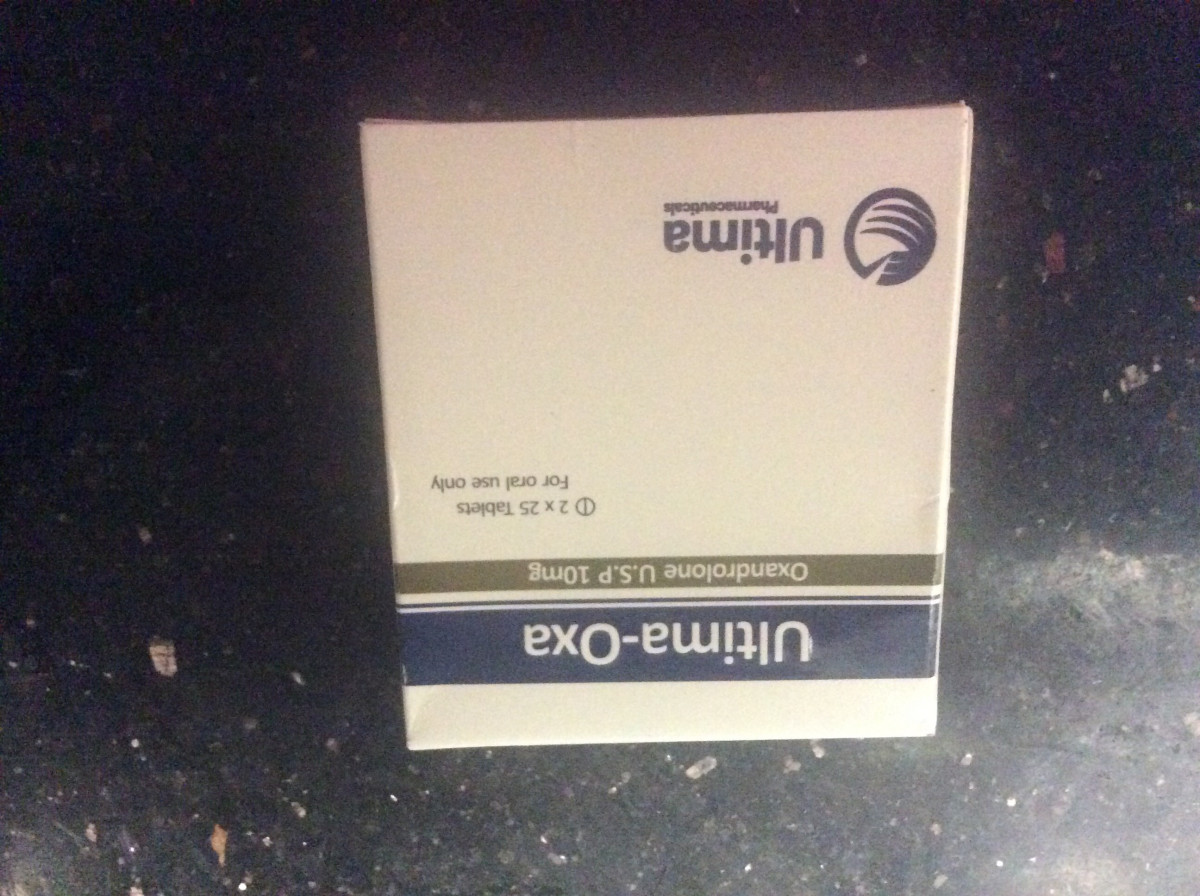 Ultima-Oxa
Oxandrolone U.S.P 10mg
2 x 25 Tablets
For oral use only
Ultima
Pharmaceuticals